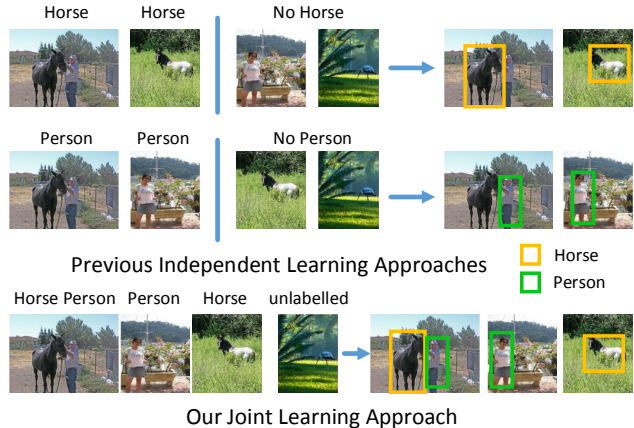 Horse Horse No Horse
Person Person No Person
Previous Independent Learning Approaches
Horse
Person
Horse Person Person Horse unlabelled
Our Joint Learning Approach